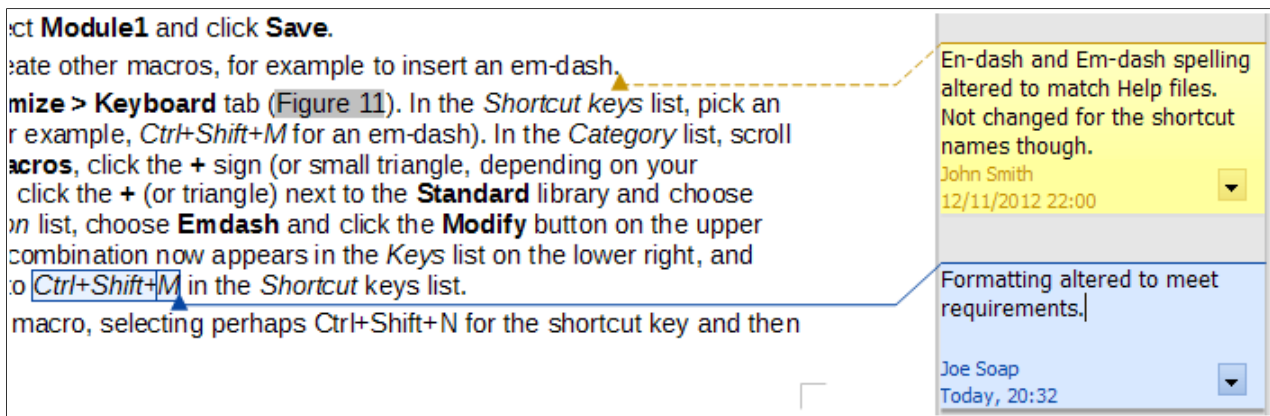 ct Module1 and click Save.
eate other macros, for example to insert an em-dash.
mize > Keyboard tab (Figure 11). In the Shortcut keys list, pick an
r example, Ctrl+Shift+M for an em-dash). In the Category list, scroll
acros, click the + sign (or small triangle, depending on your
click the + (or triangle) next to the Standard library and choose
on list, choose Emdash and click the Modify button on the upper
combination now appears in the Keys list on the lower right, and
to Ctrl+Shift+M in the Shortcut keys list.
macro, selecting perhaps Ctrl+Shift+N for the shortcut key and then
En-dash and Em-dash spelling
altered to match Help files.
Not changed for the shortcut
names though.
John Smith
12/11/2012 22:00
Formatting altered to meet
requirements.
Joe Soap
Today, 20:32